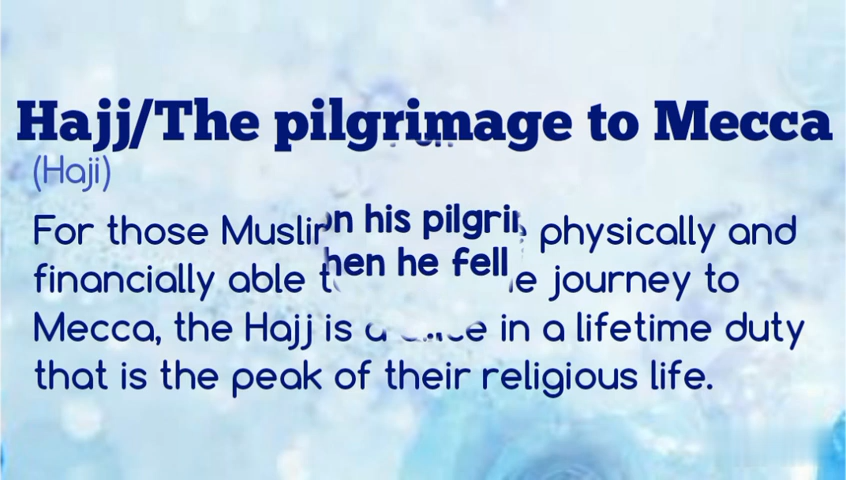 Hajj/The pilgrimage to Mecca
(Haji)
For those his physically and
financially able he fell journey to
Mecca, the Hajj is in a lifetime duty
that is the peak of their religious life.